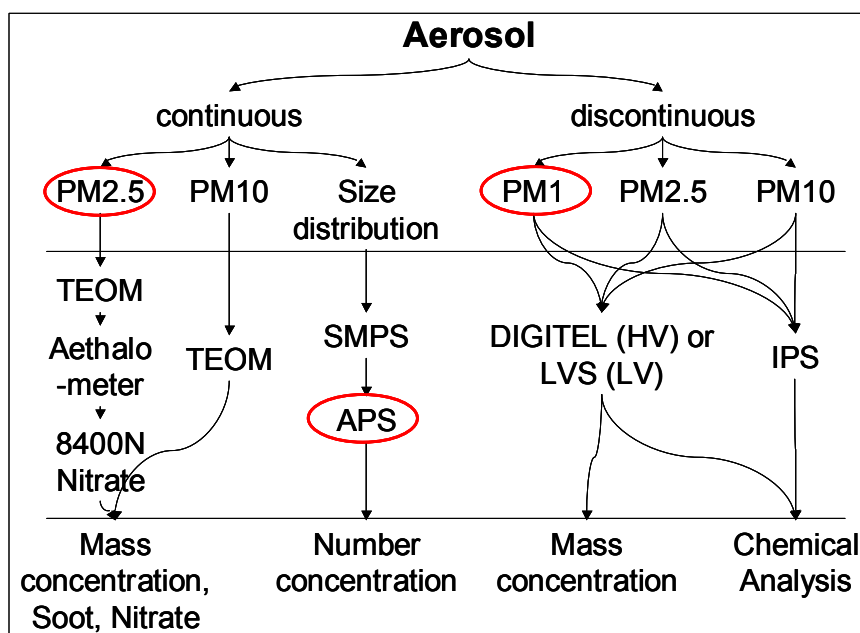 Aerosol
continuous
discontinuous
PM2.5
PM10
Size
distribution
PM1
PM2.5
PM10
TEOM
Aethalo
-meter
8400N
Nitrate
TEOM
SMPS
APS
DIGITEL (HV) or
LVS (LV)
IPS
Mass
concentration,
Soot, Nitrate
Number
concentration
Mass
concentration
Chemical
Analysis